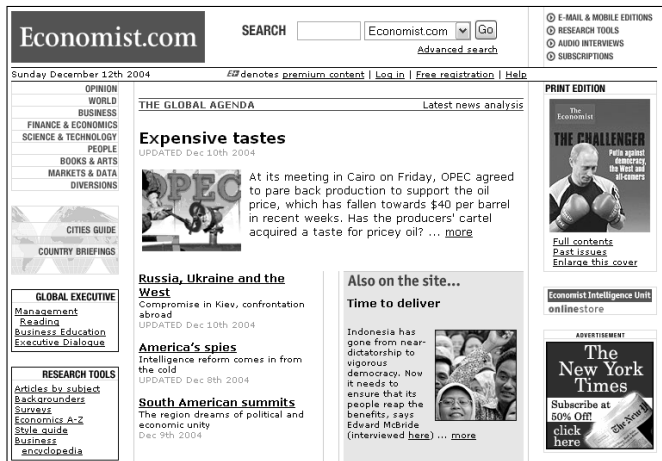 Economist.com
SEARCH
Economist.com
Go
Advanced search
E-MAIL & MOBILE EDITIONS
RESEARCH TOOLS
AUDIO INTERVIEWS
SUBSCRIPTIONS
Sunday December 12th 2004
denotes premium content | Log in | Free registration | Help
OPINION
WORLD
BUSINESS
FINANCE & ECONOMICS
SCIENCE & TECHNOLOGY
PEOPLE
BOOKS & ARTS
MARKETS & DATA
DIVERSIONS
CITIES GUIDE
COUNTRY BRIEFINGS
GLOBAL EXECUTIVE
Management
Reading
Business Education
Executive Dialogue
RESEARCH TOOLS
Articles by subject
Backgrounders
Surveys
Economics A-Z
Style guide
Business
encyclopedia
THE GLOBAL AGENDA
Latest news analysis
Expensive tastes
UPDATED Dec 10th 2004
OPEC
At its meeting in Cairo on Friday, OPEC agreed
to pare back production to support the oil
price, which has fallen towards $40 per barrel
in recent weeks. Has the producers' cartel
acquired a taste for pricey oil? ... more
Russia, Ukraine and the
West
Compromise in Kiev, confrontation
abroad
UPDATED Dec 10th 2004
America's spies
Intelligence reform comes in from
the cold
UPDATED Dec 8th 2004
South American summits
The region dreams of political and
economic unity
Dec 9th 2004
Also on the site...
Time to deliver
Indonesia has
gone from near-
dictatorship to
vigorous
democracy. Now
it needs to
ensure that its
people reap the
benefits, says
Edward McBride
(interviewed here) ... more
PRINT EDITION
The
Economist
THE CHALLENGER
Putin against
democracy,
the West and
all-comers
Full contents
Past issues
Enlarge this cover
Economist Intelligence Unit
onlinestore
ADVERTISEMENT
The
New York
Times
Subscribe at
50% Off!
click
here